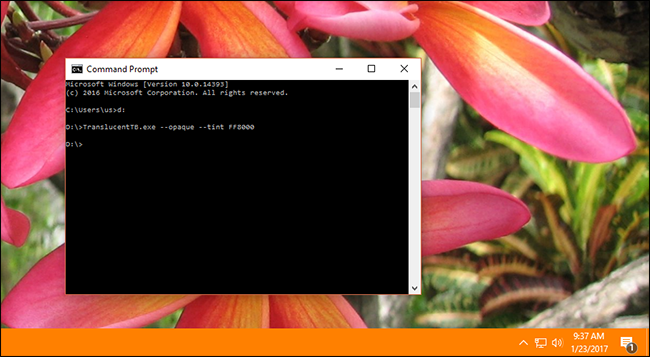 Command Prompt
Microsoft Windows [Version 10.0.14393]
(c) 2016 Microsoft Corporation. All rights reserved.
C:\Users\us>d:
D:\>TranslucentTB.exe --opaque --tint FF8000
D:\>
9:37 AM
1/23/2017
1